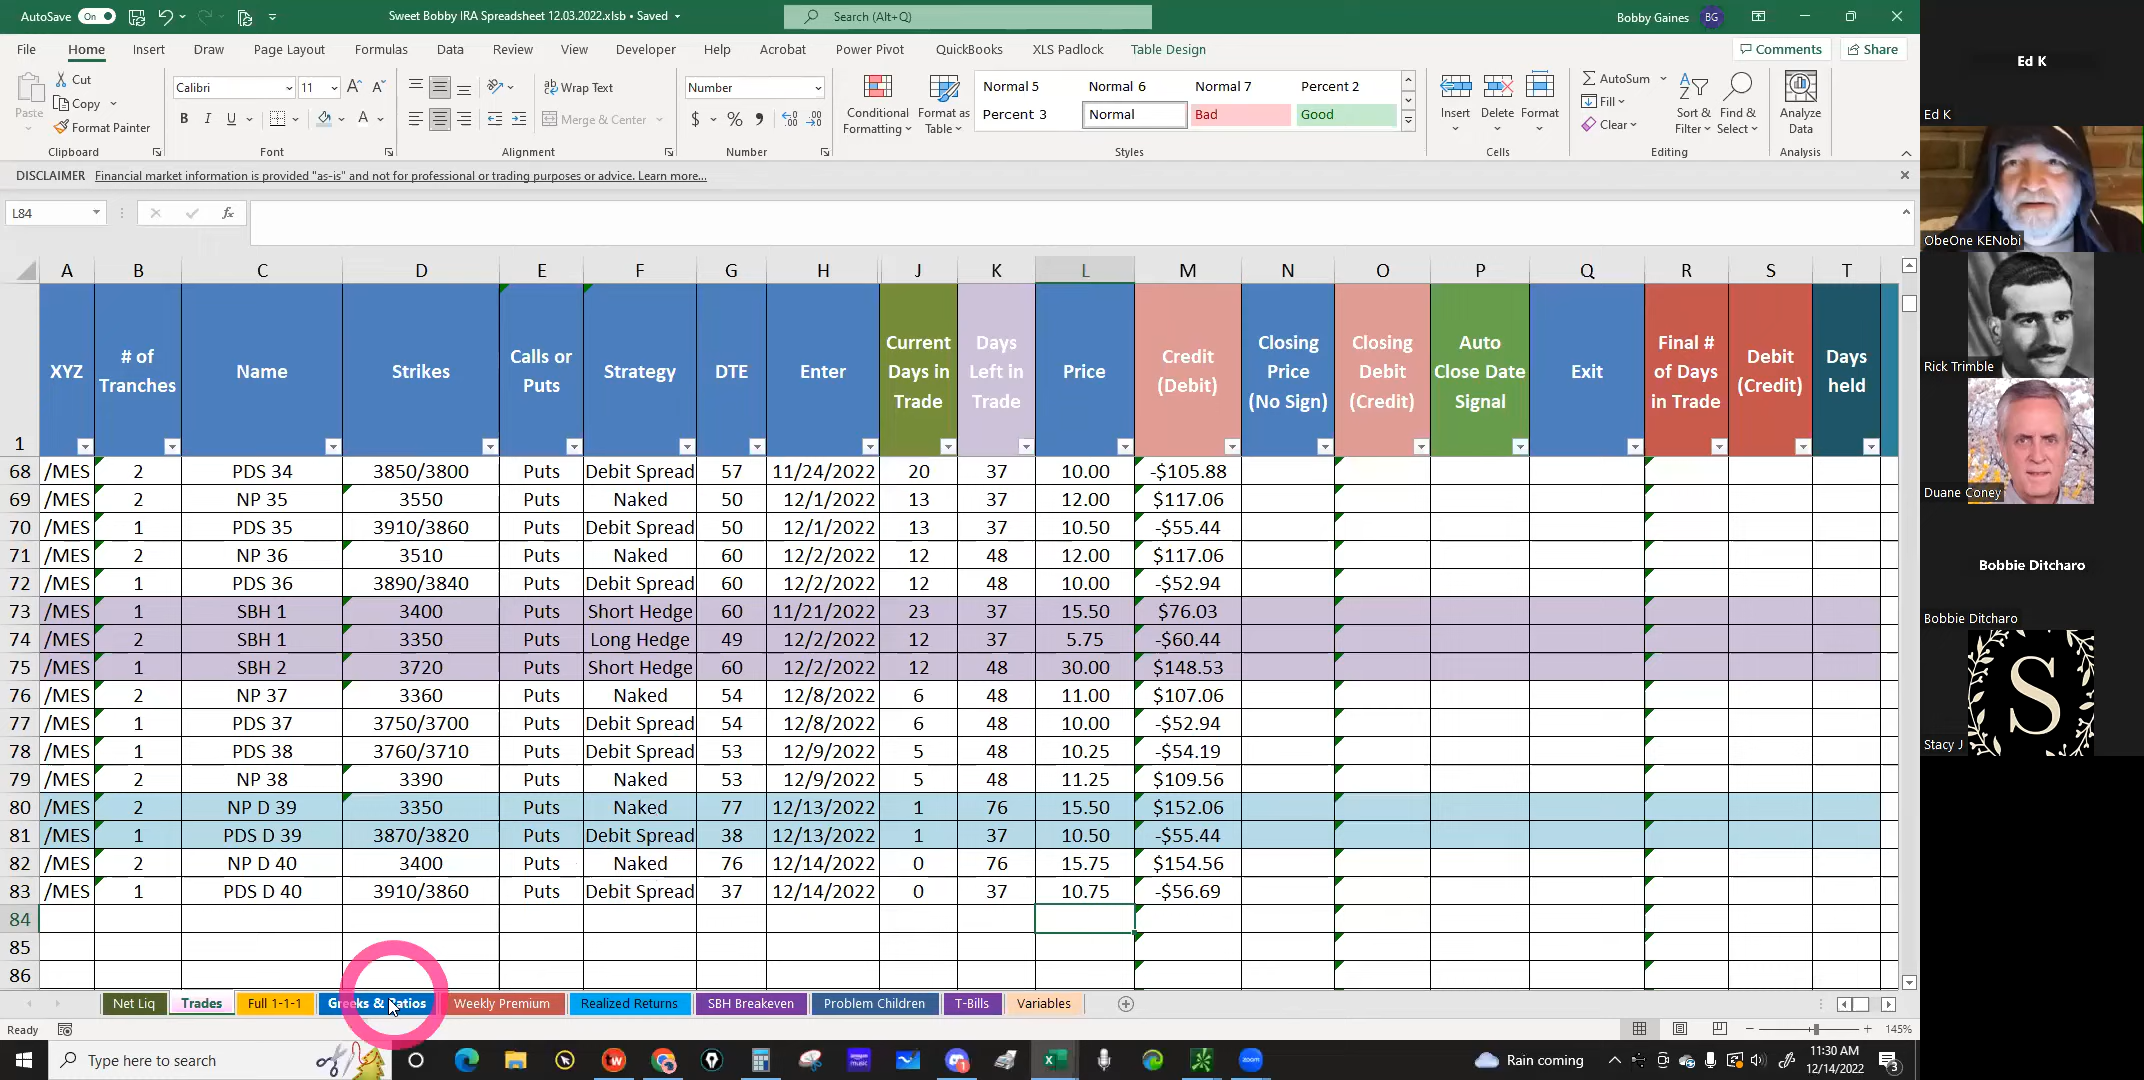 AutoSave On Sweet Bobby IRA Spreadsheet 12.03.2022.xlsb • Saved Search (Alt+Q) Bobby Gaines BG
File Home Insert Draw Page Layout Formulas Data Review View Developer Help Acrobat Power Pivot QuickBooks XLS Padlock Table Design Comments Share
Paste Cut Copy Format Painter Clipboard
Calibri 11 B I U A Font
Wrap Text Merge & Center Alignment
Number $ % Number
Conditional Formatting Format as Table
Normal 5 Normal 6 Normal 7 Percent 2
Percent 3 Normal Bad Good
Styles
Insert Delete Format Cells
AutoSum Fill Clear Sort & Filter Find & Select Editing
Analyze Data Analysis
DISCLAIMER Financial market information is provided "as-is" and not for professional or trading purposes or advice. Learn more...
L84 fx
A B C D E F G H J K L M N O P Q R S T
1 XYZ # of Tranches Name Strikes Calls or Puts Strategy DTE Enter Current Days in Trade Days Left in Trade Price Credit (Debit) Closing Price (No Sign) Closing Debit (Credit) Auto Close Date Signal Exit Final # of Days in Trade Debit (Credit) Days held
68 /MES 2 PDS 34 3850/3800 Puts Debit Spread 57 11/24/2022 20 37 10.00 -$105.88
69 /MES 2 NP 35 3550 Puts Naked 50 12/1/2022 13 37 12.00 $117.06
70 /MES 1 PDS 35 3910/3860 Puts Debit Spread 50 12/1/2022 13 37 10.50 -$55.44
71 /MES 2 NP 36 3510 Puts Naked 60 12/2/2022 12 48 12.00 $117.06
72 /MES 1 PDS 36 3890/3840 Puts Debit Spread 60 12/2/2022 12 48 10.00 -$52.94
73 /MES 1 SBH 1 3400 Puts Short Hedge 60 11/21/2022 23 37 15.50 $76.03
74 /MES 2 SBH 1 3350 Puts Long Hedge 49 12/2/2022 12 37 5.75 -$60.44
75 /MES 1 SBH 2 3720 Puts Short Hedge 60 12/2/2022 12 48 30.00 $148.53
76 /MES 2 NP 37 3360 Puts Naked 54 12/8/2022 6 48 11.00 $107.06
77 /MES 1 PDS 37 3750/3700 Puts Debit Spread 54 12/8/2022 6 48 10.00 -$52.94
78 /MES 1 PDS 38 3760/3710 Puts Debit Spread 53 12/9/2022 5 48 10.25 -$54.19
79 /MES 2 NP 38 3390 Puts Naked 53 12/9/2022 5 48 11.25 $109.56
80 /MES 2 NP D 39 3350 Puts Naked 77 12/13/2022 1 76 15.50 $152.06
81 /MES 1 PDS D 39 3870/3820 Puts Debit Spread 38 12/13/2022 1 37 10.50 -$55.44
82 /MES 2 NP D 40 3400 Puts Naked 76 12/14/2022 0 76 15.75 $154.56
83 /MES 1 PDS D 40 3910/3860 Puts Debit Spread 37 12/14/2022 0 37 10.75 -$56.69
84
85
86
Net Liq Trades Full 1-1-1 Greeks & Ratios Weekly Premium Realized Returns SBH Breakeven Problem Children T-Bills Variables
Ready 145%
Type here to search Rain coming 11:30 AM
12/14/2022 3
Ed K
Ed K
ObeOne KENobi
Rick Trimble
Duane Coney
Bobbie Ditcharo
Bobbie Ditcharo
S
Stacy J